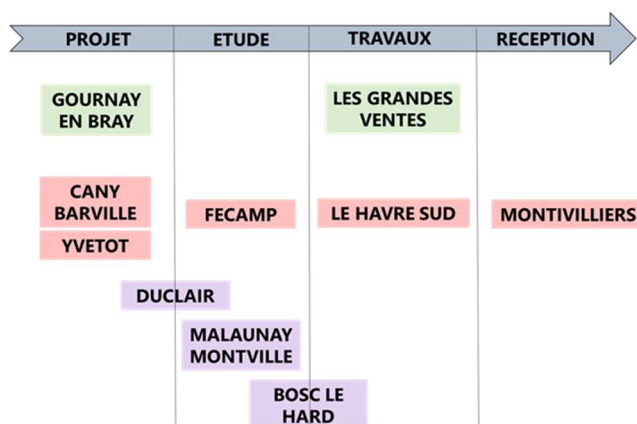 PROJET
ETUDE
TRAVAUX
RECEPTION
GOURNAY
EN BRAY
LES GRANDES
VENTES
CANY
BARVILLE
FECAMP
LE HAVRE SUD
MONTIVILLIERS
YVETOT
DUCLAIR
MALAUNAY
MONTVILLE
BOSC LE
HARD